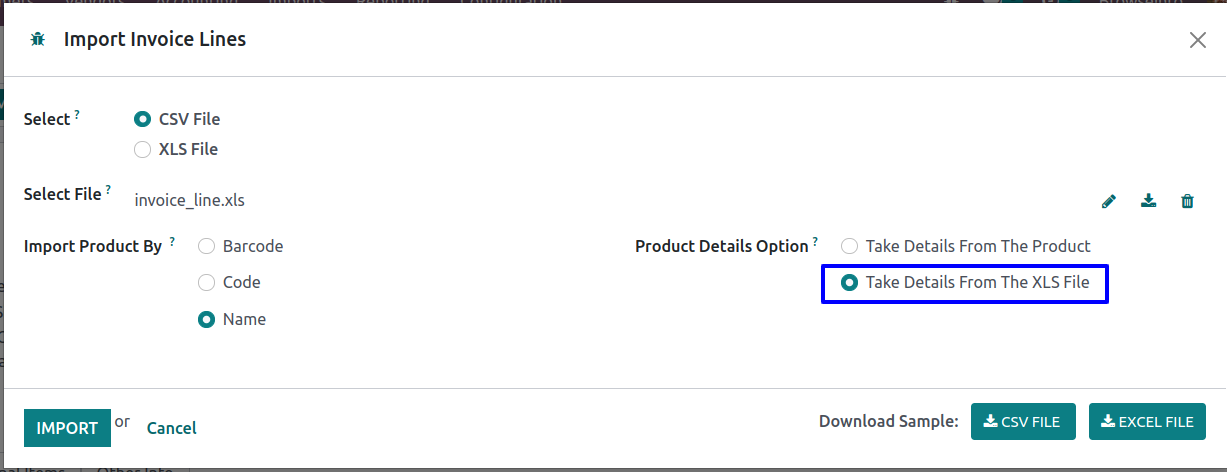 Import Invoice Lines
Select ?
CSV File
XLS File
Select File ?
invoice_line.xls
Import Product By ?
Barcode
Code
Name
Product Details Option ?
Take Details From The Product
Take Details From The XLS File
IMPORT or Cancel
Download Sample: CSV FILE EXCEL FILE
Other Info